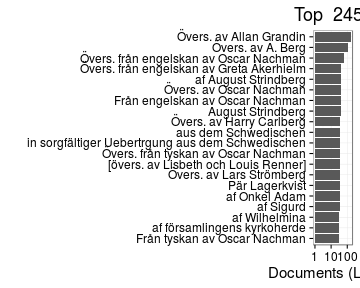 Top 245
Övers. av Allan Grandin
Övers. av A. Berg
Övers. från engelskan av Oscar Nachman
Övers. från engelskan av Greta Åkerhielm
af August Strindberg
Övers. av Oscar Nachman
Från engelskan av Oscar Nachman
August Strindberg
Övers. av Harry Carlberg
aus dem Schwedischen
in sorgfältiger Uebertrgung aus dem Schwedischen
Övers. från tyskan av Oscar Nachman
[övers. av Lisbeth och Louis Renner]
Övers. av Lars Strömberg
Pär Lagerkvist
af Onkel Adam
af Sigurd
af Wilhelmina
af församlingens kyrkoherde
Från tyskan av Oscar Nachman
1 10100
Documents (L